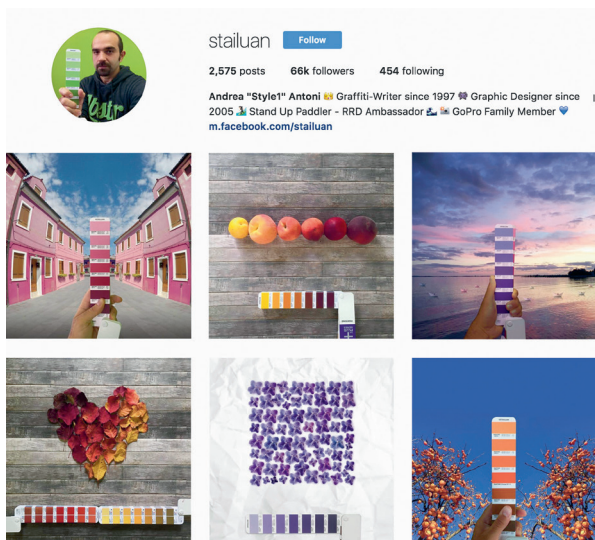 stailuan Follow
2,575 posts 66k followers 454 following
Andrea "Style1" Antoni Graffiti-Writer since 1997 Graphic Designer since
2005 Stand Up Paddler - RRD Ambassador GoPro Family Member
m.facebook.com/stailuan